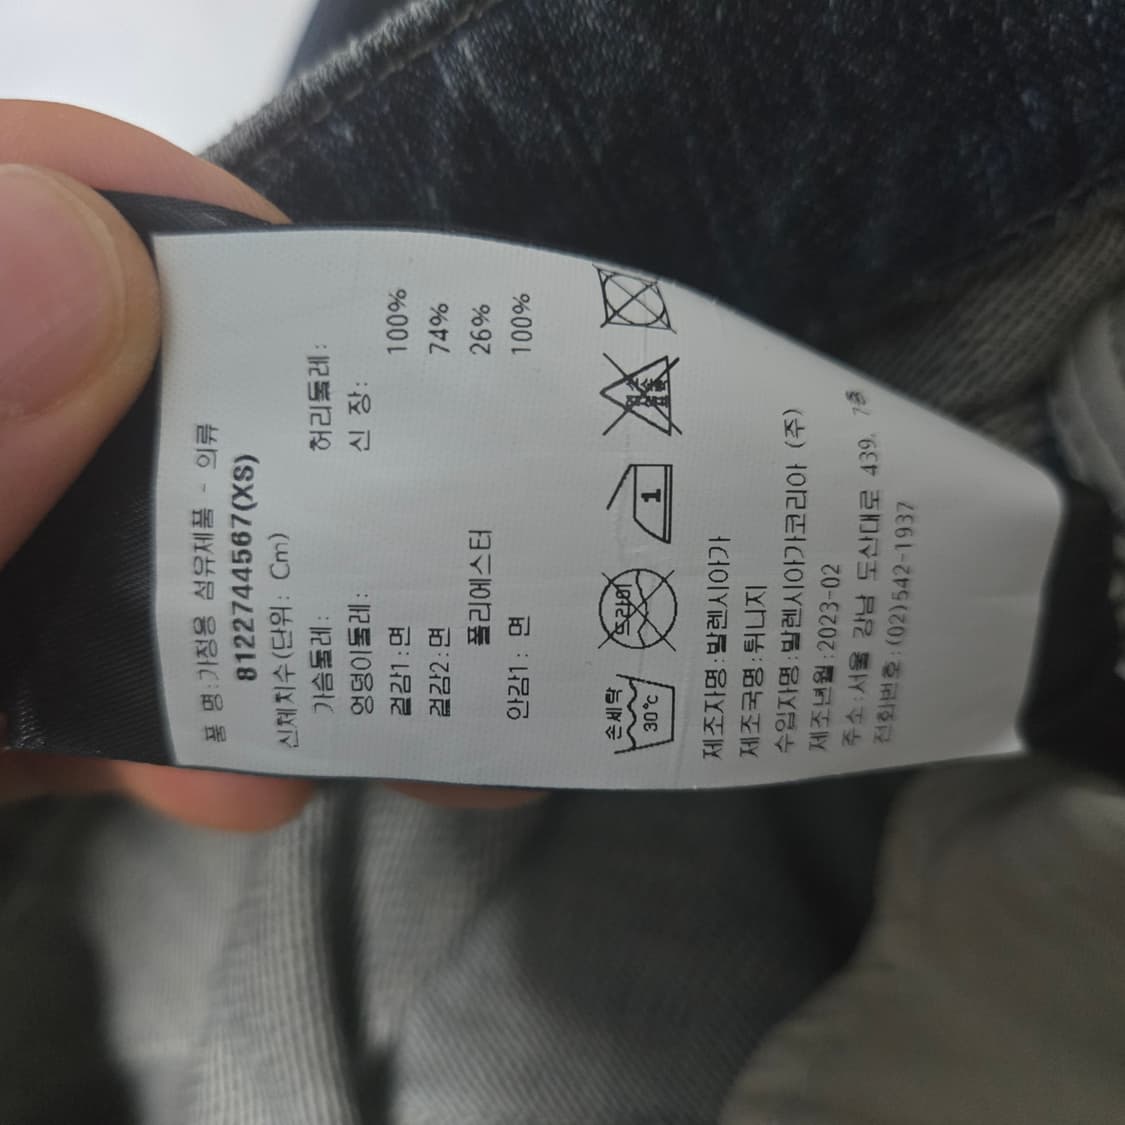 품 명:가정용 섬유제품 - 의류
8122744567(XS)
신체치수(단위: Cm)
가슴둘레: 허리둘레:
엉덩이둘레: 신 장:
겉감1:면 100%
겉감2:면 74%
폴리에스터 26%
안감1: 면 100%
손세탁 30℃ 드라이 1 염소 표백
제조자명:발렌시아가
제조국명:튀니지
수입자명:발렌시아가코리아 (주)
제조년월:2023-02
주소:서울 강남 도산대로 439, 7층
전화번호:(02)542-1937